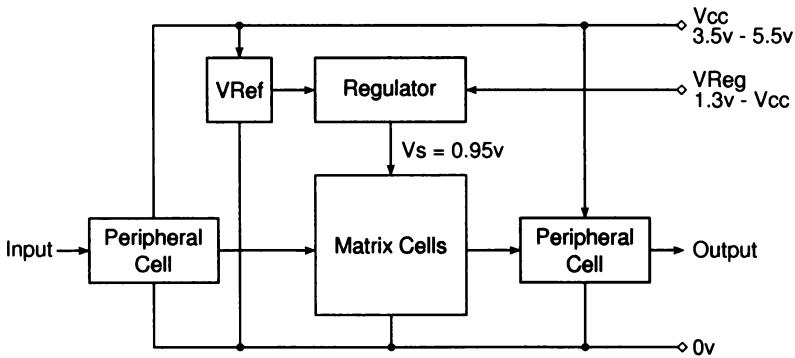 Vcc
3.5v - 5.5v
VRef
Regulator
VReg
1.3v - Vcc
Vs = 0.95v
Input
Peripheral
Cell
Matrix Cells
Peripheral
Cell
Output
0v